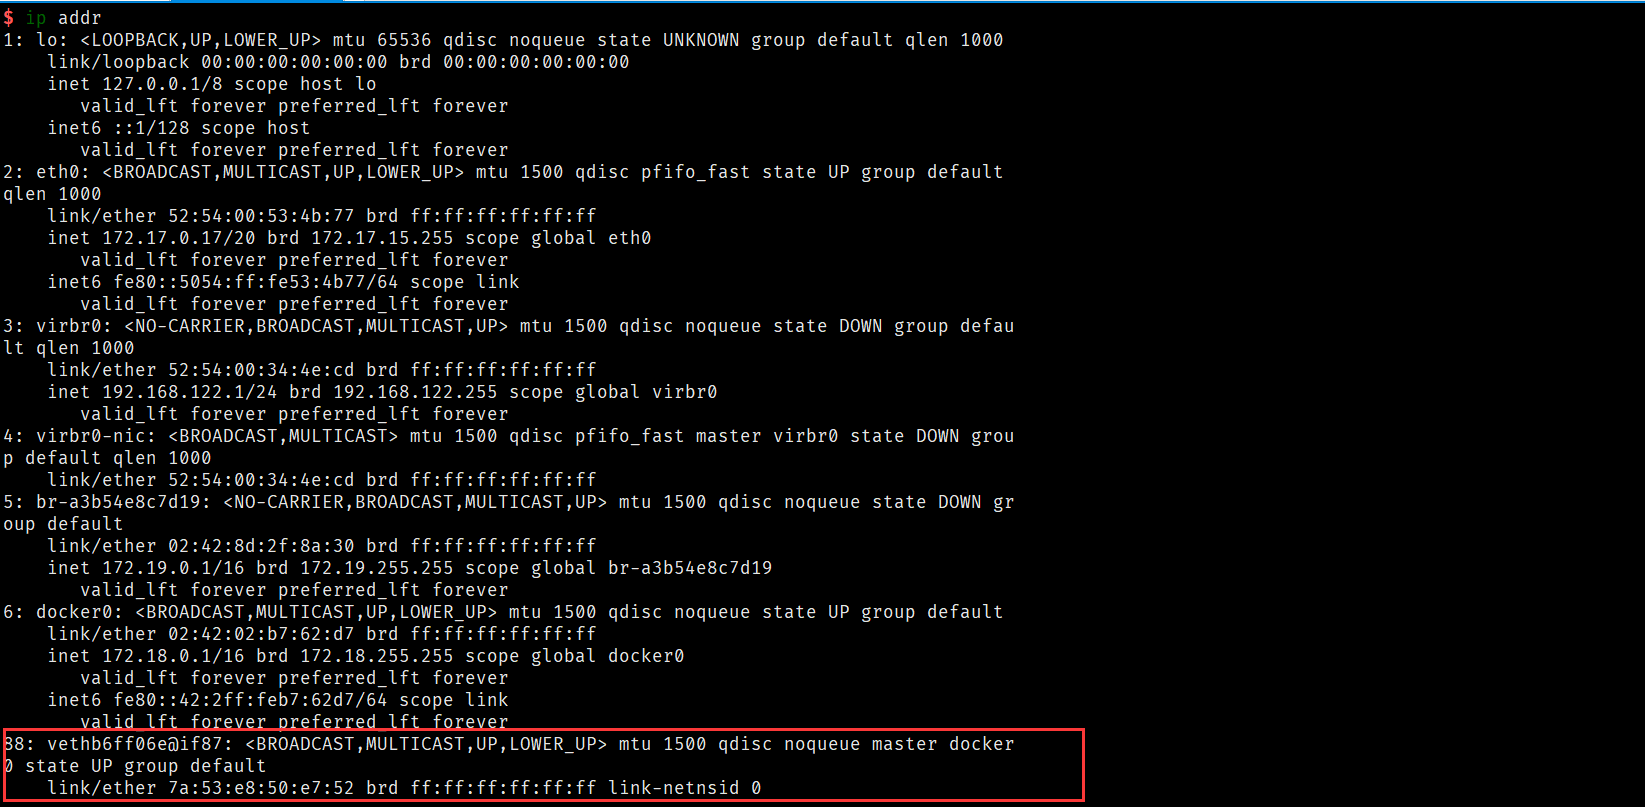 $ ip addr
1: lo: <LOOPBACK,UP,LOWER_UP> mtu 65536 qdisc noqueue state UNKNOWN group default qlen 1000
    link/loopback 00:00:00:00:00:00 brd 00:00:00:00:00:00
    inet 127.0.0.1/8 scope host lo
       valid_lft forever preferred_lft forever
    inet6 ::1/128 scope host
       valid_lft forever preferred_lft forever
2: eth0: <BROADCAST,MULTICAST,UP,LOWER_UP> mtu 1500 qdisc pfifo_fast state UP group default
qlen 1000
    link/ether 52:54:00:53:4b:77 brd ff:ff:ff:ff:ff:ff
    inet 172.17.0.17/20 brd 172.17.15.255 scope global eth0
       valid_lft forever preferred_lft forever
    inet6 fe80::5054:ff:fe53:4b77/64 scope link
       valid_lft forever preferred_lft forever
3: virbr0: <NO-CARRIER,BROADCAST,MULTICAST,UP> mtu 1500 qdisc noqueue state DOWN group defau
lt qlen 1000
    link/ether 52:54:00:34:4e:cd brd ff:ff:ff:ff:ff:ff
    inet 192.168.122.1/24 brd 192.168.122.255 scope global virbr0
       valid_lft forever preferred_lft forever
4: virbr0-nic: <BROADCAST,MULTICAST> mtu 1500 qdisc pfifo_fast master virbr0 state DOWN grou
p default qlen 1000
    link/ether 52:54:00:34:4e:cd brd ff:ff:ff:ff:ff:ff
5: br-a3b54e8c7d19: <NO-CARRIER,BROADCAST,MULTICAST,UP> mtu 1500 qdisc noqueue state DOWN gr
oup default
    link/ether 02:42:8d:2f:8a:30 brd ff:ff:ff:ff:ff:ff
    inet 172.19.0.1/16 brd 172.19.255.255 scope global br-a3b54e8c7d19
       valid_lft forever preferred_lft forever
6: docker0: <BROADCAST,MULTICAST,UP,LOWER_UP> mtu 1500 qdisc noqueue state UP group default
    link/ether 02:42:02:b7:62:d7 brd ff:ff:ff:ff:ff:ff
    inet 172.18.0.1/16 brd 172.18.255.255 scope global docker0
       valid_lft forever preferred_lft forever
    inet6 fe80::42:2ff:feb7:62d7/64 scope link
       valid_lft forever preferred_lft forever
88: vethb6ff06e@if87: <BROADCAST,MULTICAST,UP,LOWER_UP> mtu 1500 qdisc noqueue master docker
0 state UP group default
    link/ether 7a:53:e8:50:e7:52 brd ff:ff:ff:ff:ff:ff link-netnsid 0